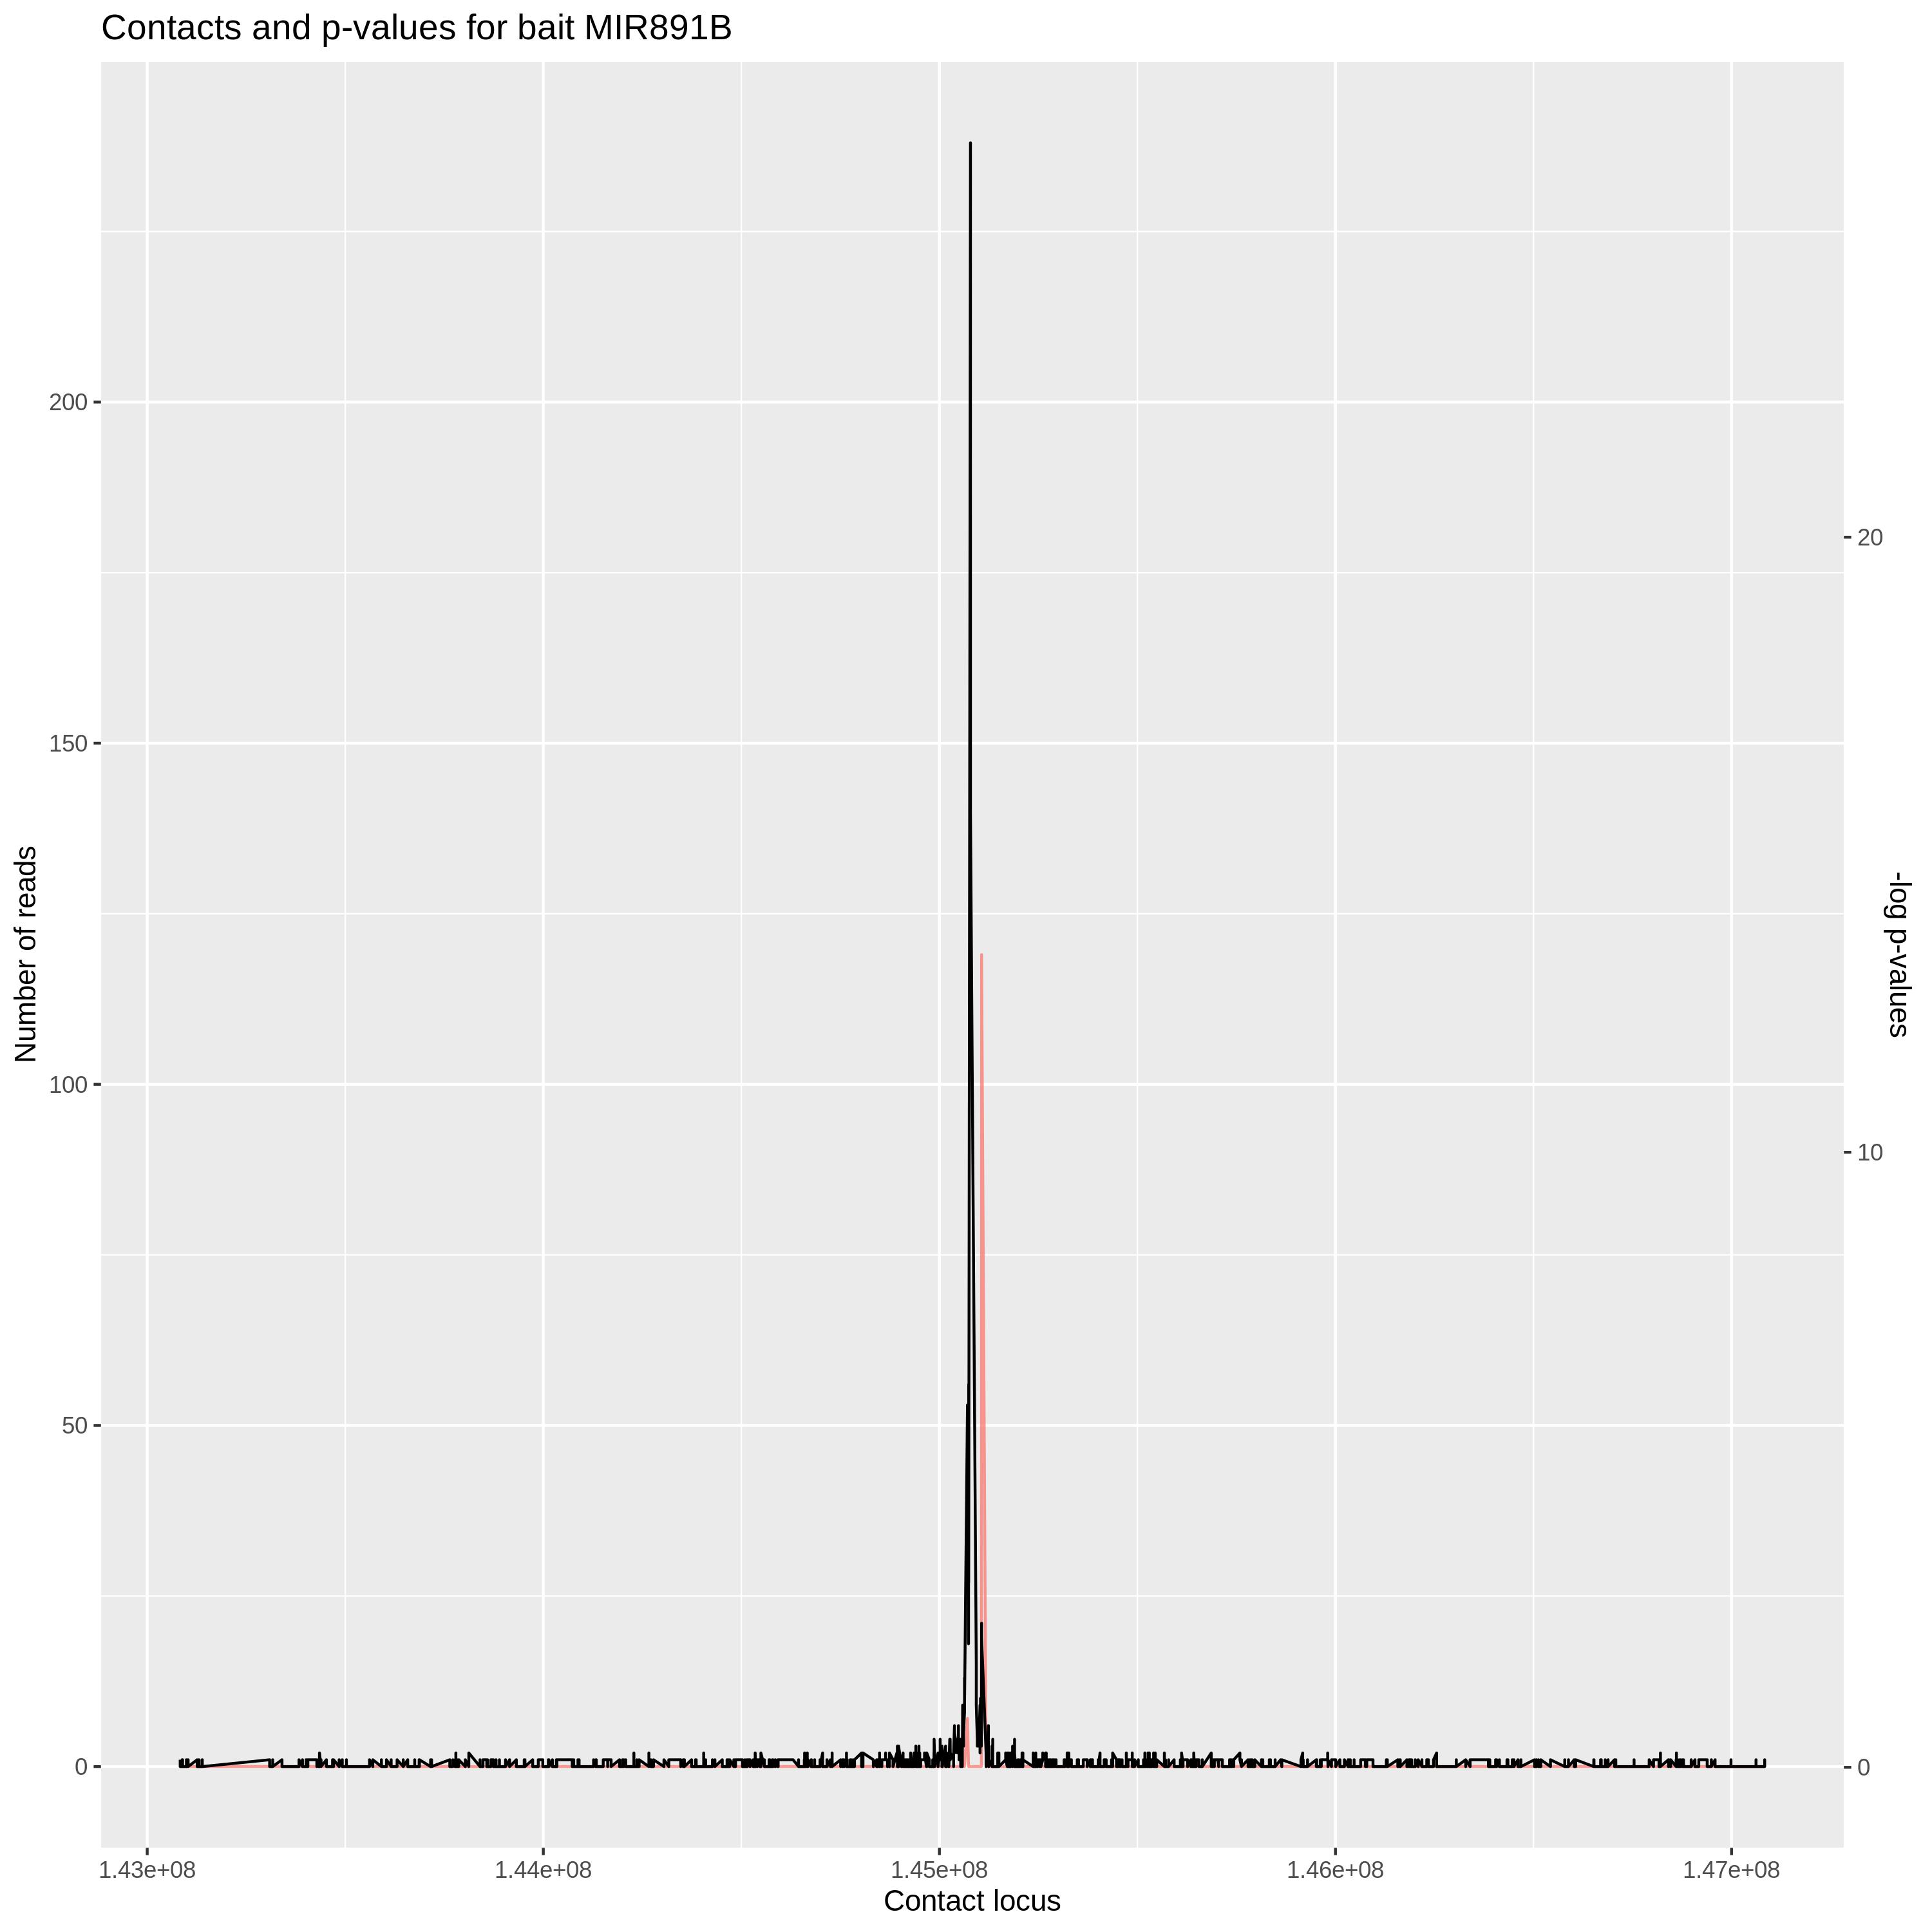 Contacts and p-values for bait MIR891B
Number of reads
200
150
100
50
0
20
10
0
-log p-values
1.43e+08
1.44e+08
1.45e+08
1.46e+08
1.47e+08
Contact locus